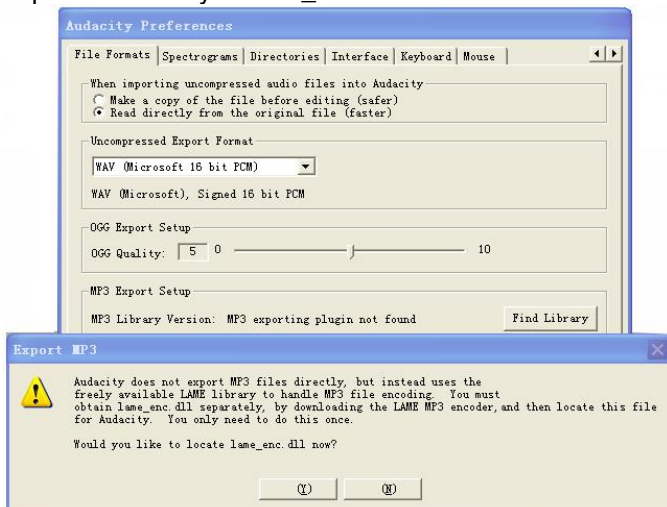 Audacity Preferences
File Formats Spectrograms Directories Interface Keyboard Mouse
When importing uncompressed audio files into Audacity
Make a copy of the file before editing (safer)
Read directly from the original file (faster)
Uncompressed Export Format
WAV (Microsoft 16 bit PCM)
WAV (Microsoft), Signed 16 bit PCM
OGG Export Setup
OGG Quality: 5 0 10
MP3 Export Setup
MP3 Library Version: MP3 exporting plugin not found Find Library
Export MP3
Audacity does not export MP3 files directly, but instead uses the
freely available LAME library to handle MP3 file encoding. You must
obtain lame_enc.dll separately, by downloading the LAME MP3 encoder, and then locate this file
for Audacity. You only need to do this once.
Would you like to locate lame_enc.dll now?
(Y) (N)